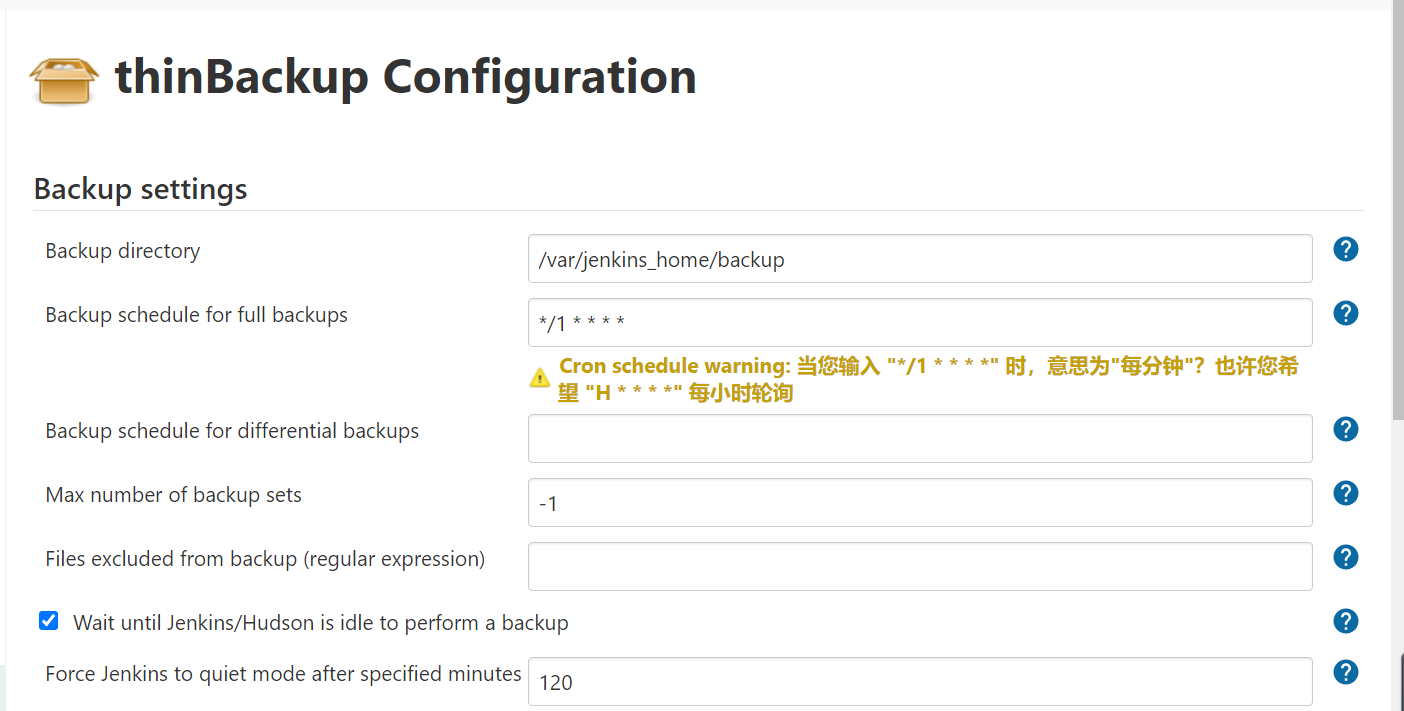 thinBackup Configuration
Backup settings
Backup directory
/var/jenkins_home/backup
Backup schedule for full backups
*/1 * * * *
Cron schedule warning: 当您输入 "*/1 * * * *" 时，意思为"每分钟"？也许您希
望 "H * * * *" 每小时轮询
Backup schedule for differential backups
Max number of backup sets
-1
Files excluded from backup (regular expression)
Wait until Jenkins/Hudson is idle to perform a backup
Force Jenkins to quiet mode after specified minutes
120